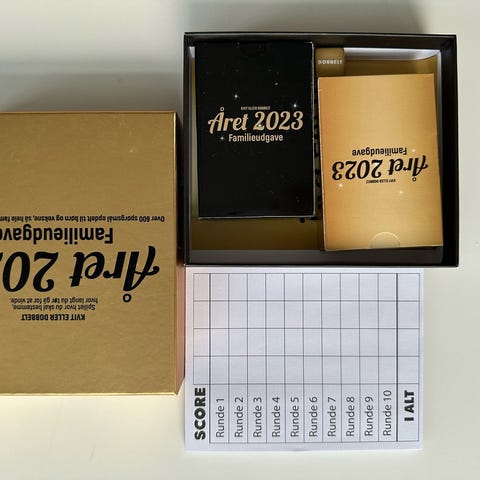 KVIT ELLER DOBBELT
Året 2023
Familieudgave
DOBBELT
KVIT ELLER DOBBELT
Året 2023
Familieudgave
KVIT ELLER DOBBELT
Spillet hvor du skal bestemme,
hvor langt du tør gå for at vinde.
Året 202
Familieudgave
Over 600 spørgsmål opdelt til børn og voksne, så hele fam
SCORE
Runde 1
Runde 2
Runde 3
Runde 4
Runde 5
Runde 6
Runde 7
Runde 8
Runde 9
Runde 10
I ALT